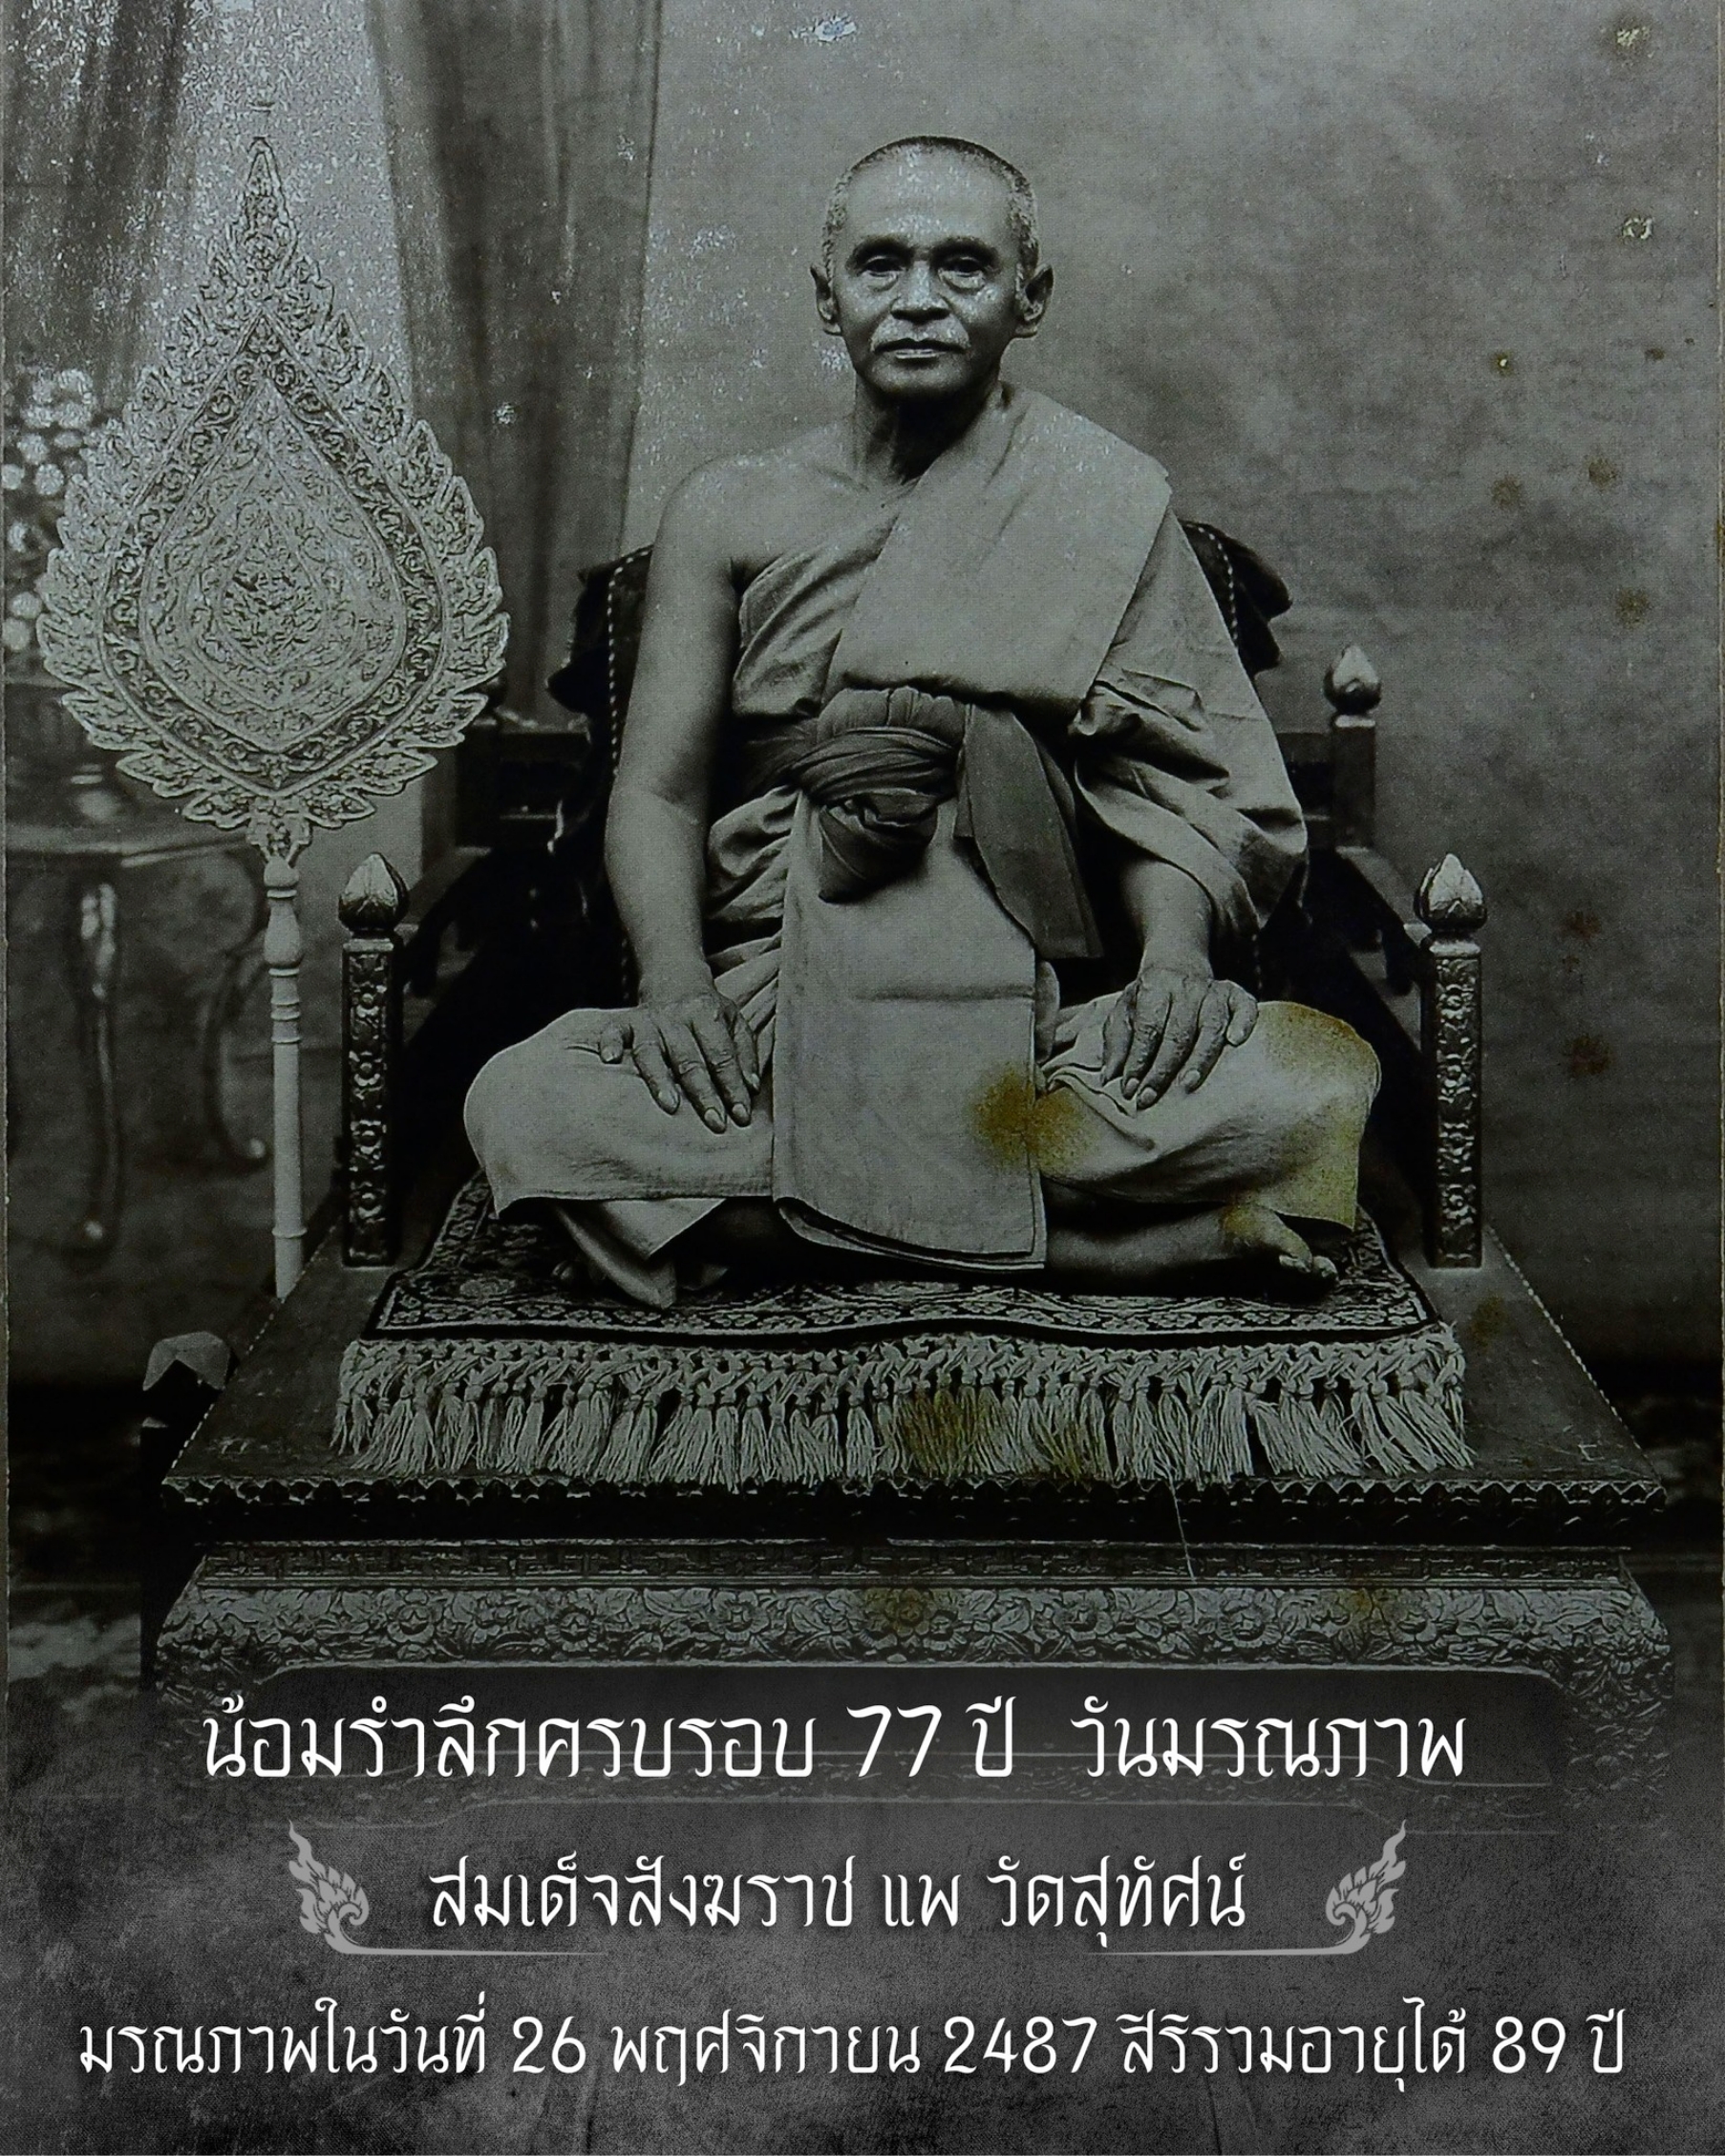 น้อมรำลึกครบรอบ 77 ปี วันมรณภาพ
สมเด็จสังฆราช แพ วัดสุทัศน์
มรณภาพในวันที่ 26 พฤศจิกายน 2487 สิริรวมอายุได้ 89 ปี